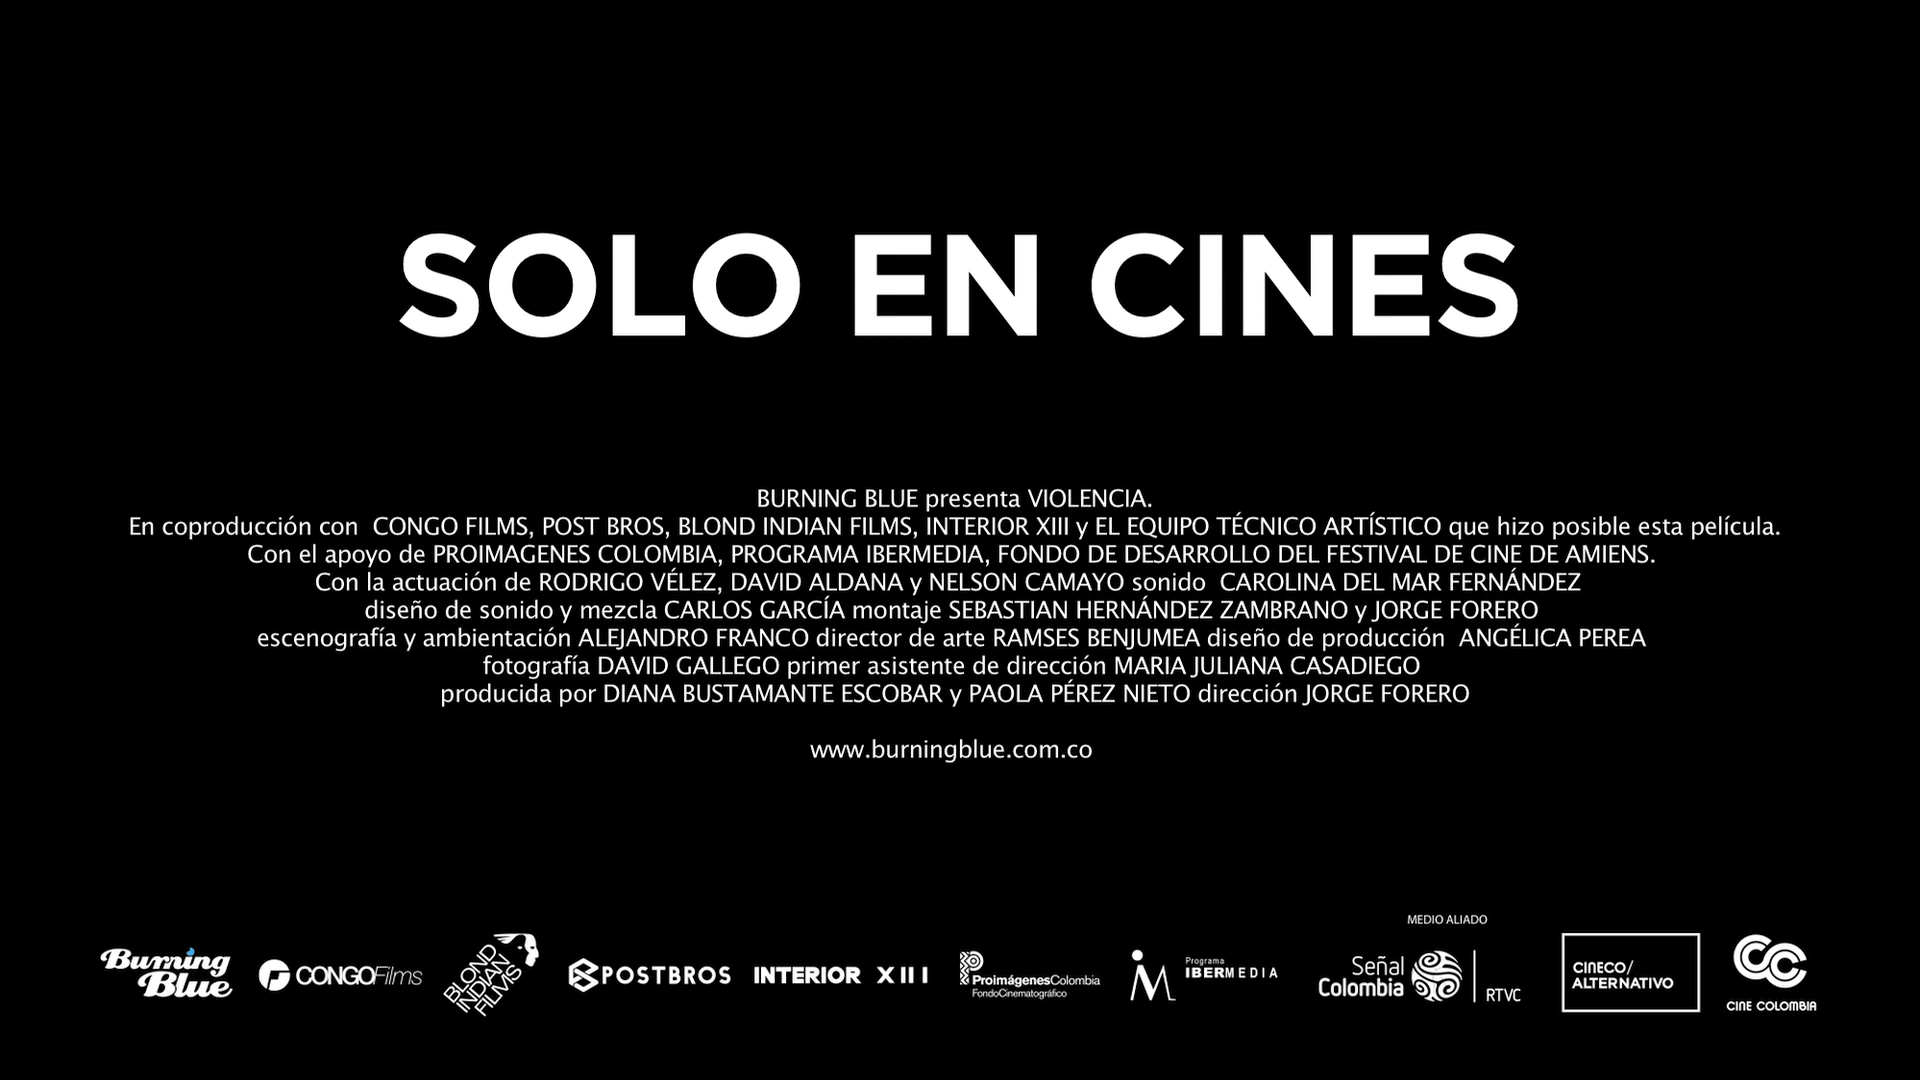 SOLO EN CINES
BURNING BLUE presenta VIOLENCIA.
En coproducción con CONGO FILMS, POST BROS, BLOND INDIAN FILMS, INTERIOR XIII y EL EQUIPO TÉCNICO ARTÍSTICO que hizo posible esta película.
Con el apoyo de PROIMAGENES COLOMBIA, PROGRAMA IBERMEDIA, FONDO DE DESARROLLO DEL FESTIVAL DE CINE DE AMIENS.
Con la actuación de RODRIGO VÉLEZ, DAVID ALDANA y NELSON CAMAYO sonido CAROLINA DEL MAR FERNÁNDEZ
diseño de sonido y mezcla CARLOS GARCÍA montaje SEBASTIAN HERNÁNDEZ ZAMBRANO y JORGE FORERO
escenografía y ambientación ALEJANDRO FRANCO director de arte RAMSES BENJUMEA diseño de producción ANGÉLICA PEREA
fotografía DAVID GALLEGO primer asistente de dirección MARIA JULIANA CASADIEGO
producida por DIANA BUSTAMANTE ESCOBAR y PAOLA PÉREZ NIETO dirección JORGE FORERO
www.burningblue.com.co
Burning
Blue
CONGOFilms
BLOND
INDIAN
FILMS
POSTBROS
INTERIOR XIII
ProimágenesColombia
FondoCinematográfico
Programa
IBERMEDIA
MEDIO ALIADO
Señal
Colombia
RTVC
CINECO/
ALTERNATIVO
CINE COLOMBIA